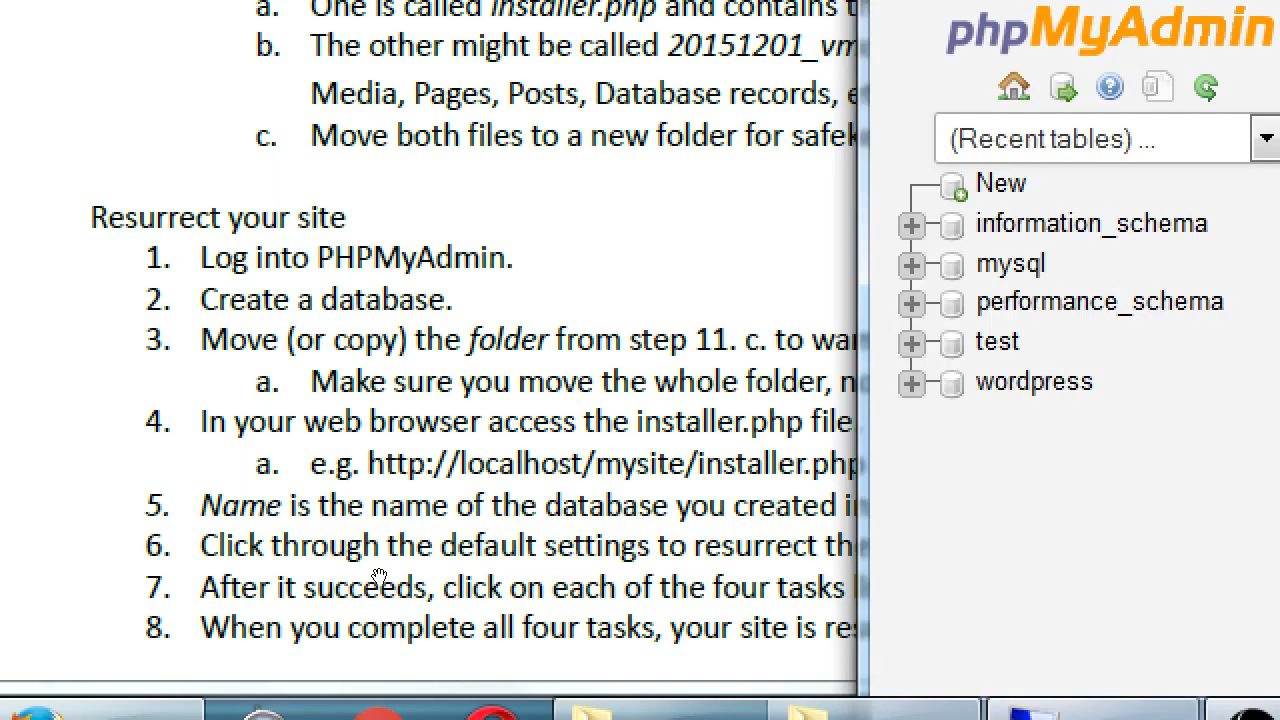 a. One is called installer.php and contains
b. The other might be called 20151201_vm
Media, Pages, Posts, Database records,
c. Move both files to a new folder for safek
Resurrect your site
1. Log into PHPMyAdmin.
2. Create a database.
3. Move (or copy) the folder from step 11. c. to wa
a. Make sure you move the whole folder, n
4. In your web browser access the installer.php file
a. e.g. http://localhost/mysite/installer.php
5. Name is the name of the database you created i
6. Click through the default settings to resurrect th
7. After it succeeds, click on each of the four tasks
8. When you complete all four tasks, your site is re
phpMyAdmin
(Recent tables) ...
New
information_schema
mysql
performance_schema
test
wordpress